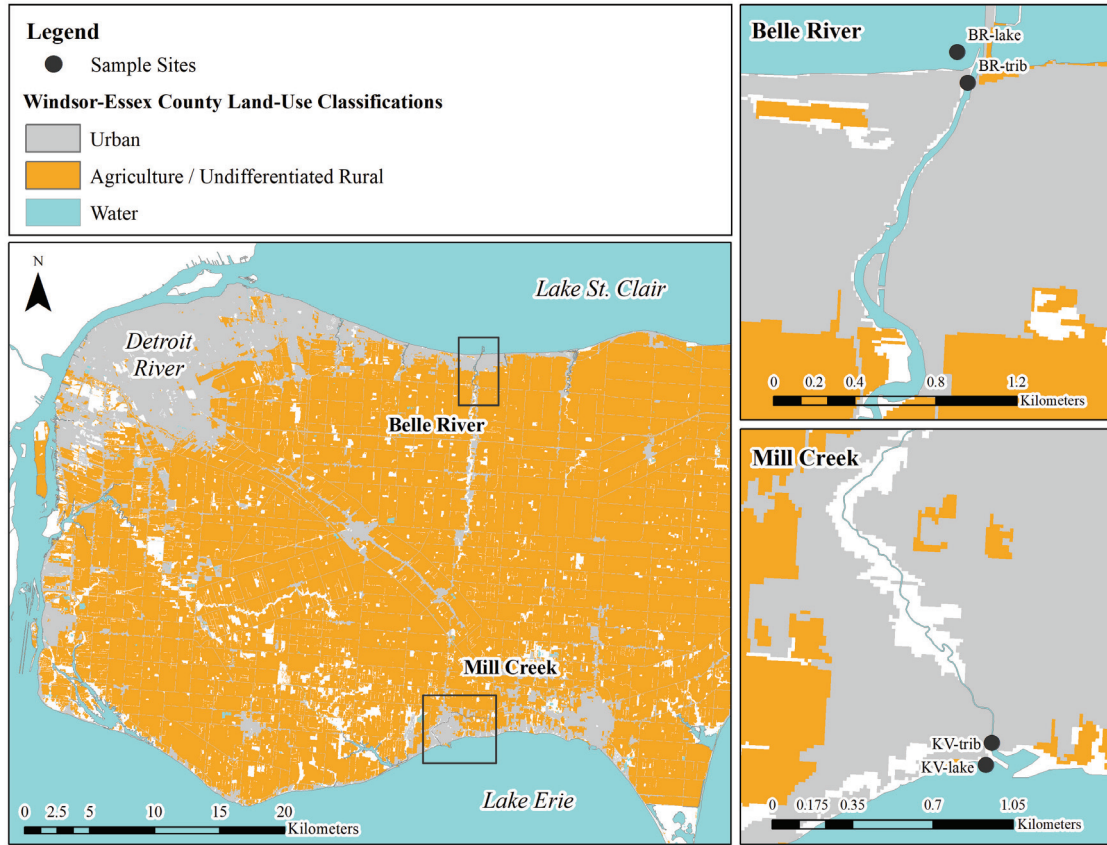 Legend
Sample Sites
Windsor-Essex County Land-Use Classifications
Urban
Agriculture / Undifferentiated Rural
Water
N
Lake St. Clair
Detroit
River
Belle River
Mill Creek
Lake Erie
0 2.5 5 10 15 20
Kilometers
Belle River
BR-lake
BR-trib
0 0.2 0.4 0.8 1.2
Kilometers
Mill Creek
KV-trib
KV-lake
0 0.175 0.35 0.7 1.05
Kilometers